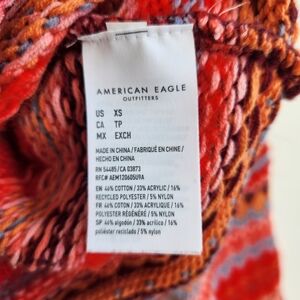 AMERICAN EAGLE
OUTFITTERS
US XS
CA TP
MX EXCH
MADE IN CHINA / FABRIQUÉ EN CHINE /
HECHO EN CHINA
RN 54485/CA 03873
RFC# AEM120605U9A
EN 46% COTTON / 33% ACRYLIC / 16%
RECYCLED POLYESTER / 5% NYLON
FR 46% COTON / 33% ACRYLIQUE / 16%
POLYESTER RÉGÉNÉRÉ / 5% NYLON
SP 46% algodón / 33% acrílico / 16%
poliéster reciclado / 5% nylon